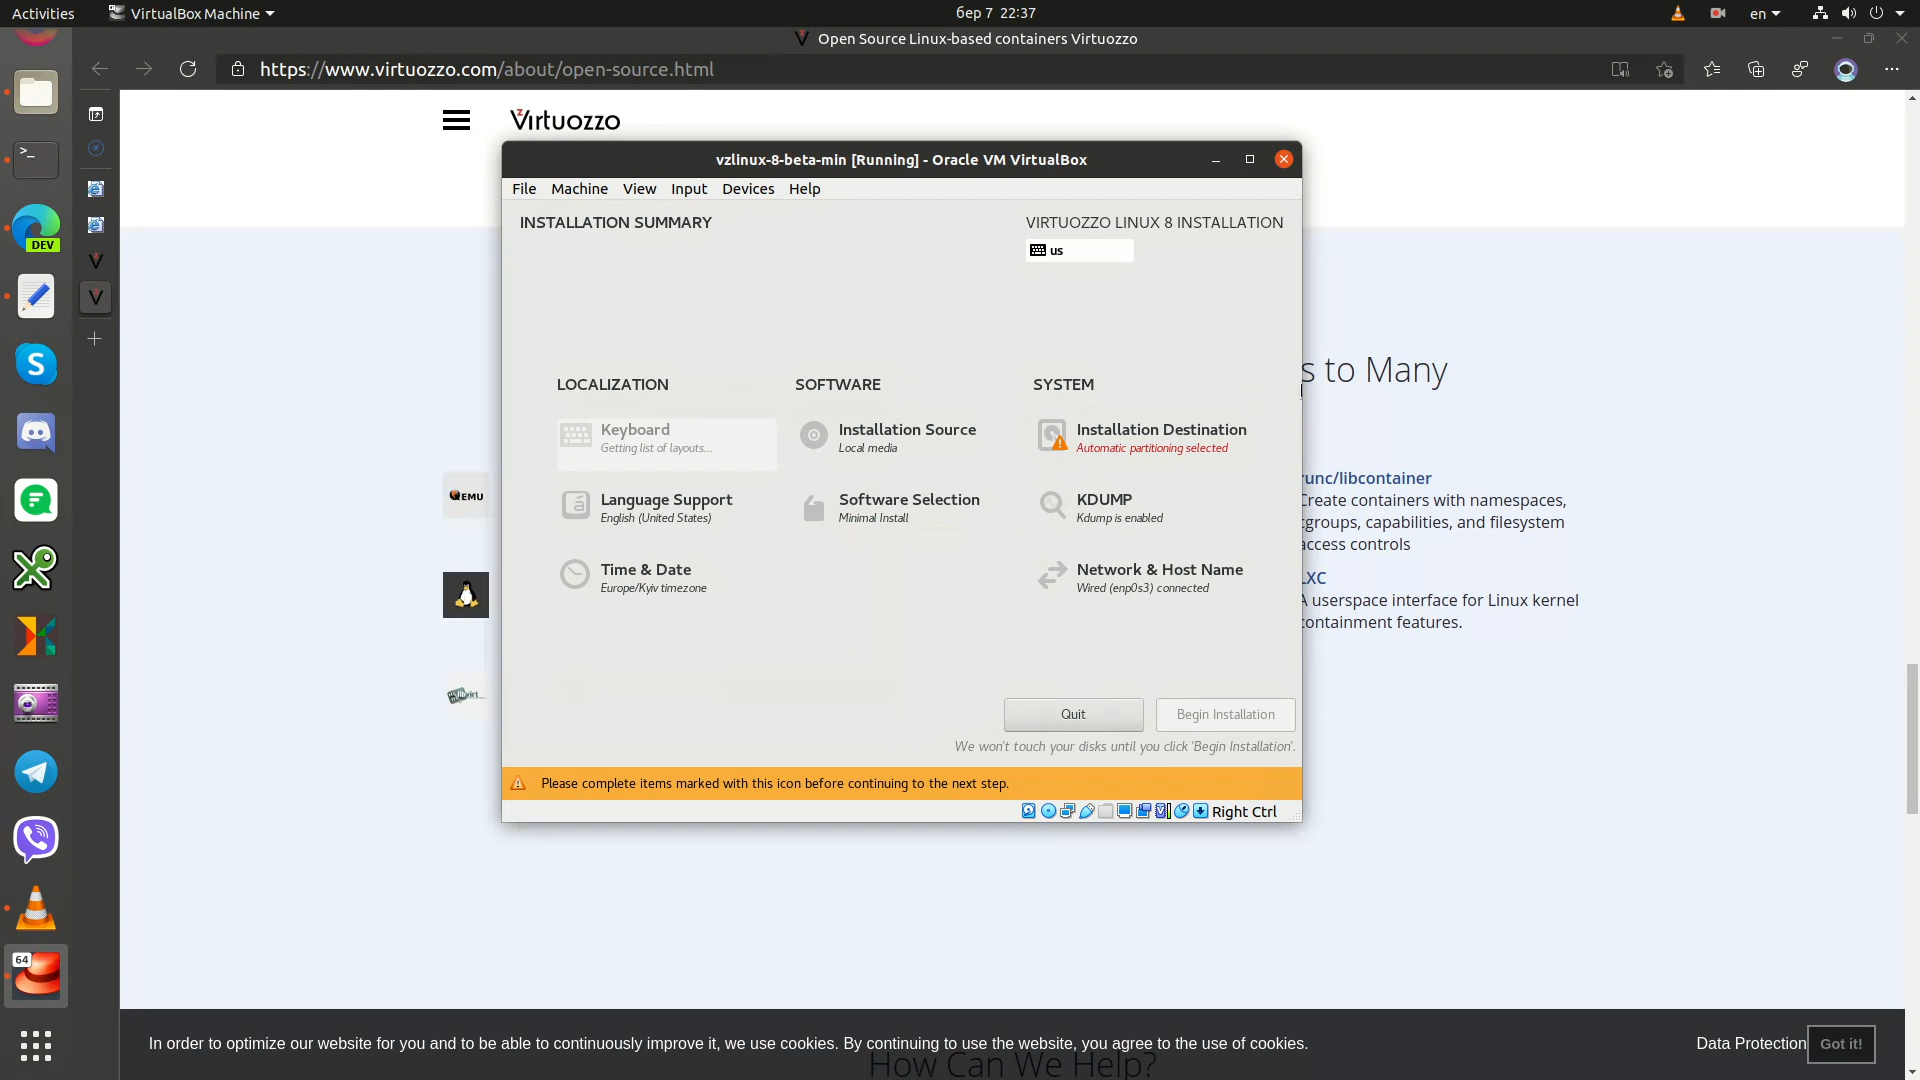 Activities
VirtualBox Machine
бер 7 22:37
en
Open Source Linux-based containers Virtuozzo
https://www.virtuozzo.com/about/open-source.html
Virtuozzo
vzlinux-8-beta-min [Running] - Oracle VM VirtualBox
File Machine View Input Devices Help
INSTALLATION SUMMARY
VIRTUOZZO LINUX 8 INSTALLATION
us
LOCALIZATION
SOFTWARE
SYSTEM
Keyboard
Getting list of layouts...
Installation Source
Local media
Installation Destination
Automatic partitioning selected
Language Support
English (United States)
Software Selection
Minimal Install
KDUMP
Kdump is enabled
Time & Date
Europe/Kyiv timezone
Network & Host Name
Wired (enp0s3) connected
Quit
Begin Installation
We won't touch your disks until you click 'Begin Installation'.
Please complete items marked with this icon before continuing to the next step.
Right Ctrl
s to Many
runc/libcontainer
Create containers with namespaces,
cgroups, capabilities, and filesystem
access controls
LXC
A userspace interface for Linux kernel
containment features.
QEMU
libvirt
DEV
64
In order to optimize our website for you and to be able to continuously improve it, we use cookies. By continuing to use the website, you agree to the use of cookies.
Data Protection
Got it!
How Can We Help?